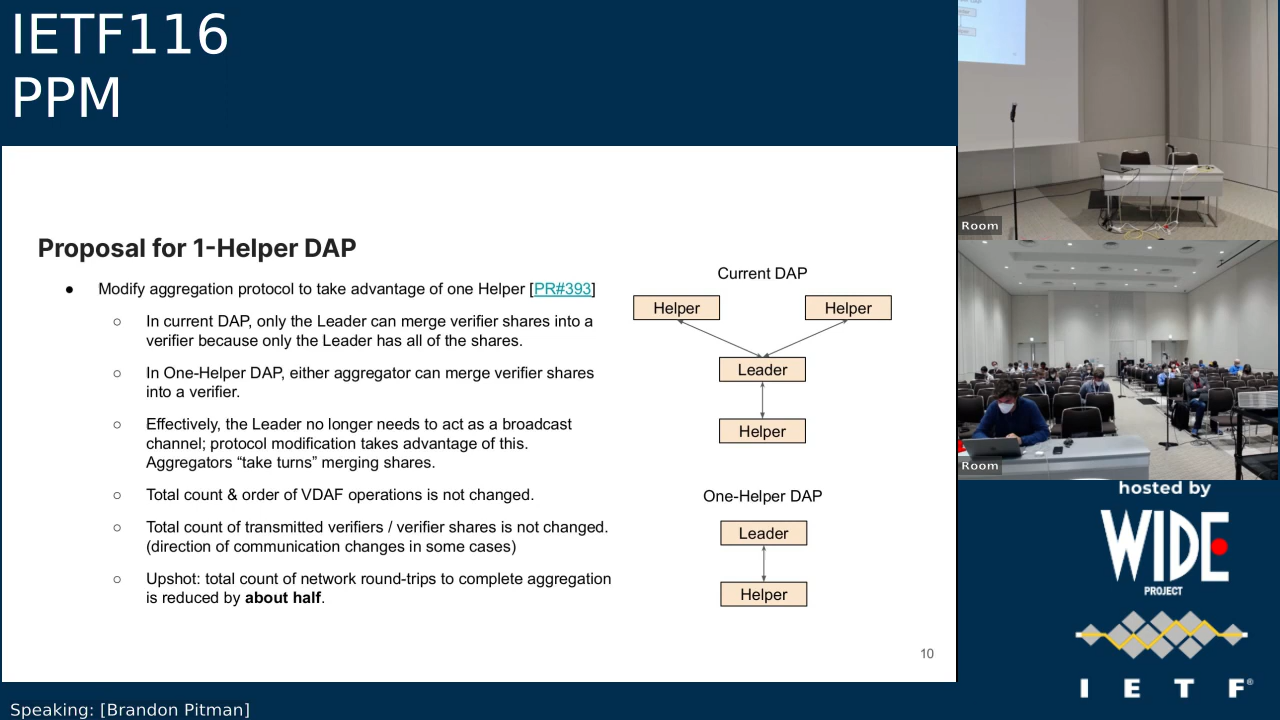 IETF116
PPM
Proposal for 1-Helper DAP
● Modify aggregation protocol to take advantage of one Helper [PR#393]
○ In current DAP, only the Leader can merge verifier shares into a
verifier because only the Leader has all of the shares.
○ In One-Helper DAP, either aggregator can merge verifier shares
into a verifier.
○ Effectively, the Leader no longer needs to act as a broadcast
channel; protocol modification takes advantage of this.
Aggregators “take turns” merging shares.
○ Total count & order of VDAF operations is not changed.
○ Total count of transmitted verifiers / verifier shares is not changed.
(direction of communication changes in some cases)
○ Upshot: total count of network round-trips to complete aggregation
is reduced by about half.
Current DAP
Helper
Helper
Leader
Helper
One-Helper DAP
Leader
Helper
10
Room
Room
hosted by
WIDE
PROJECT
I E T F®
Speaking: [Brandon Pitman]